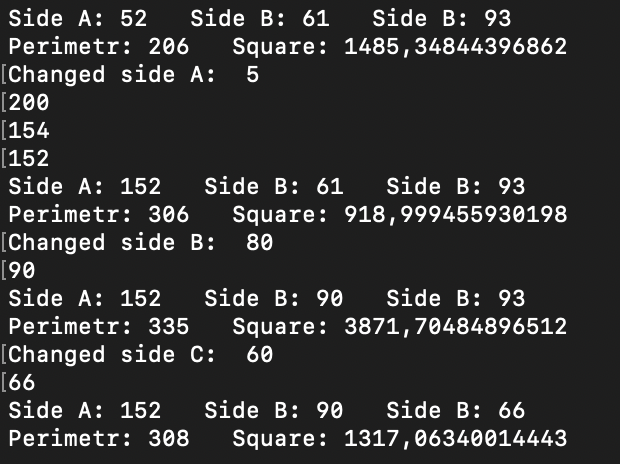 Side A: 52   Side B: 61   Side B: 93
Perimetr: 206   Square: 1485,34844396862
[Changed side A:  5
[200
[154
[152
Side A: 152   Side B: 61   Side B: 93
Perimetr: 306   Square: 918,999455930198
[Changed side B:  80
[90
Side A: 152   Side B: 90   Side B: 93
Perimetr: 335   Square: 3871,70484896512
[Changed side C:  60
[66
Side A: 152   Side B: 90   Side B: 66
Perimetr: 308   Square: 1317,06340014443